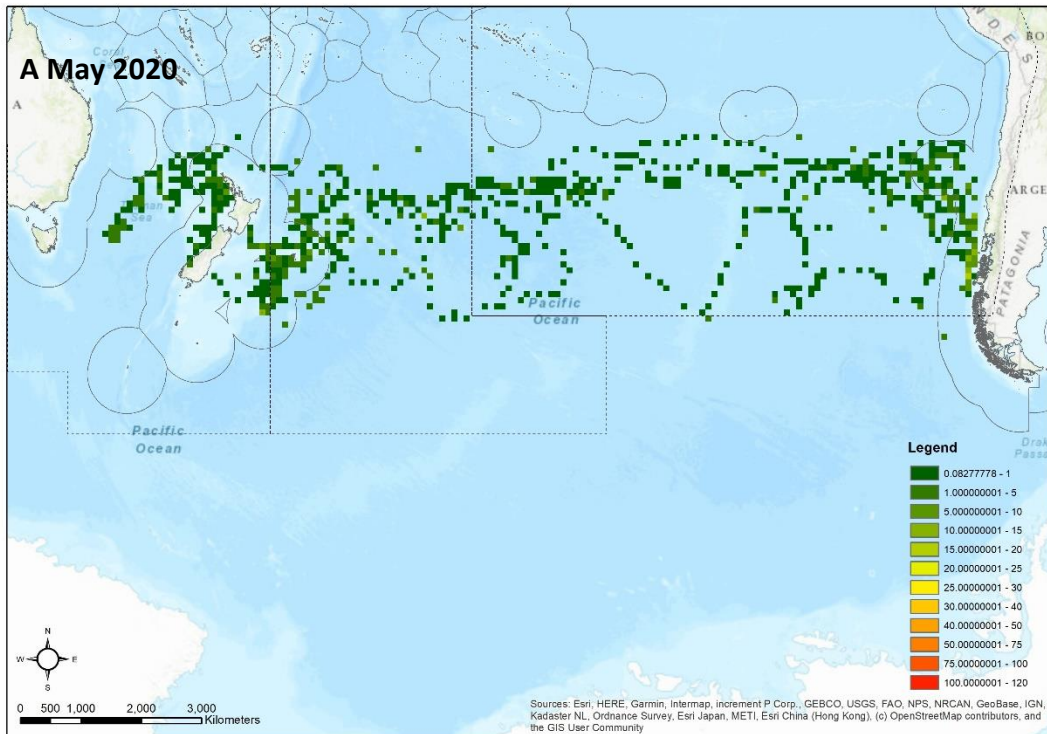 A May 2020
Coral
NDES
BO
A
Sea
ARGE
PATAGONIA
Pacific
Ocean
Pacific
Ocean
Drak
Passa
Legend
0.08277778 - 1
1.000000001 - 5
5.000000001 - 10
10.00000001 - 15
15.00000001 - 20
20.00000001 - 25
25.00000001 - 30
30.00000001 - 40
40.00000001 - 50
50.00000001 - 75
75.00000001 - 100
100.0000001 - 120
N
W E
S
0 500 1,000 2,000 3,000
Kilometers
Sources: Esri, HERE, Garmin, Intermap, increment P Corp., GEBCO, USGS, FAO, NPS, NRCAN, GeoBase, IGN,
Kadaster NL, Ordnance Survey, Esri Japan, METI, Esri China (Hong Kong), (c) OpenStreetMap contributors, and
the GIS User Community